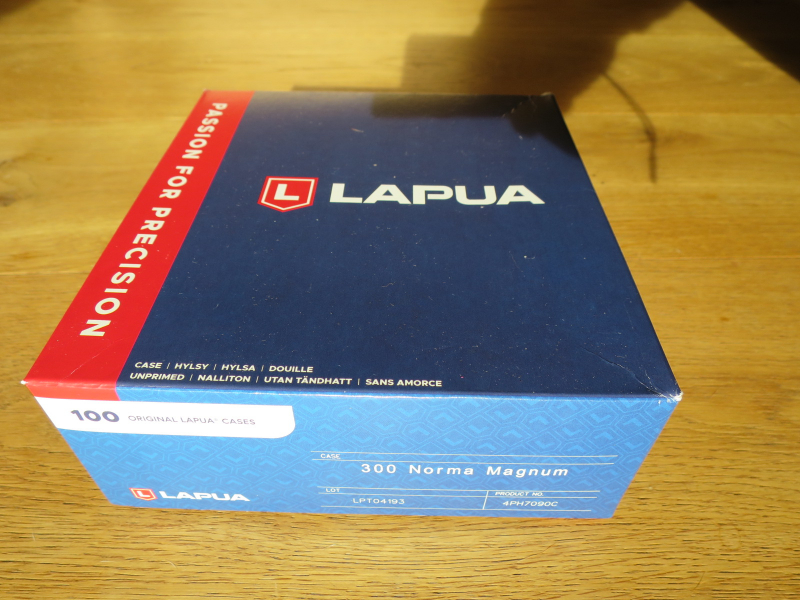 PASSION FOR PRECISION
L LAPUA
CASE | HYLSY | HYLSA | DOUILLE
UNPRIMED | NALLITON | UTAN TÄNDHATT | SANS AMORCE
100 ORIGINAL LAPUA® CASES
CASE
300 Norma Magnum
L LAPUA
LOT
LPT04193
PRODUCT NO.
4PH7090C